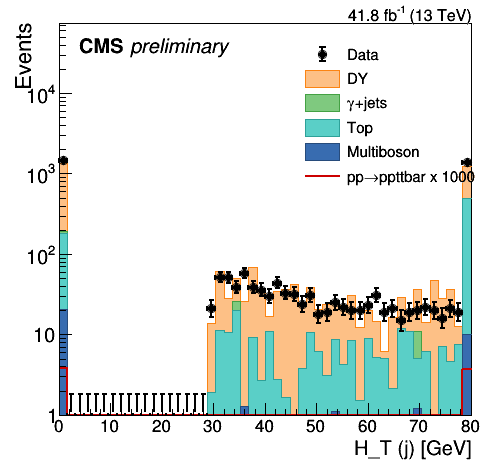 41.8 fb⁻¹ (13 TeV)
Events
CMS preliminary
Data
DY
γ+jets
Top
Multiboson
pp→ppttbar x 1000
10⁴
10³
10²
10
1
0 10 20 30 40 50 60 70 80
H_T (j) [GeV]